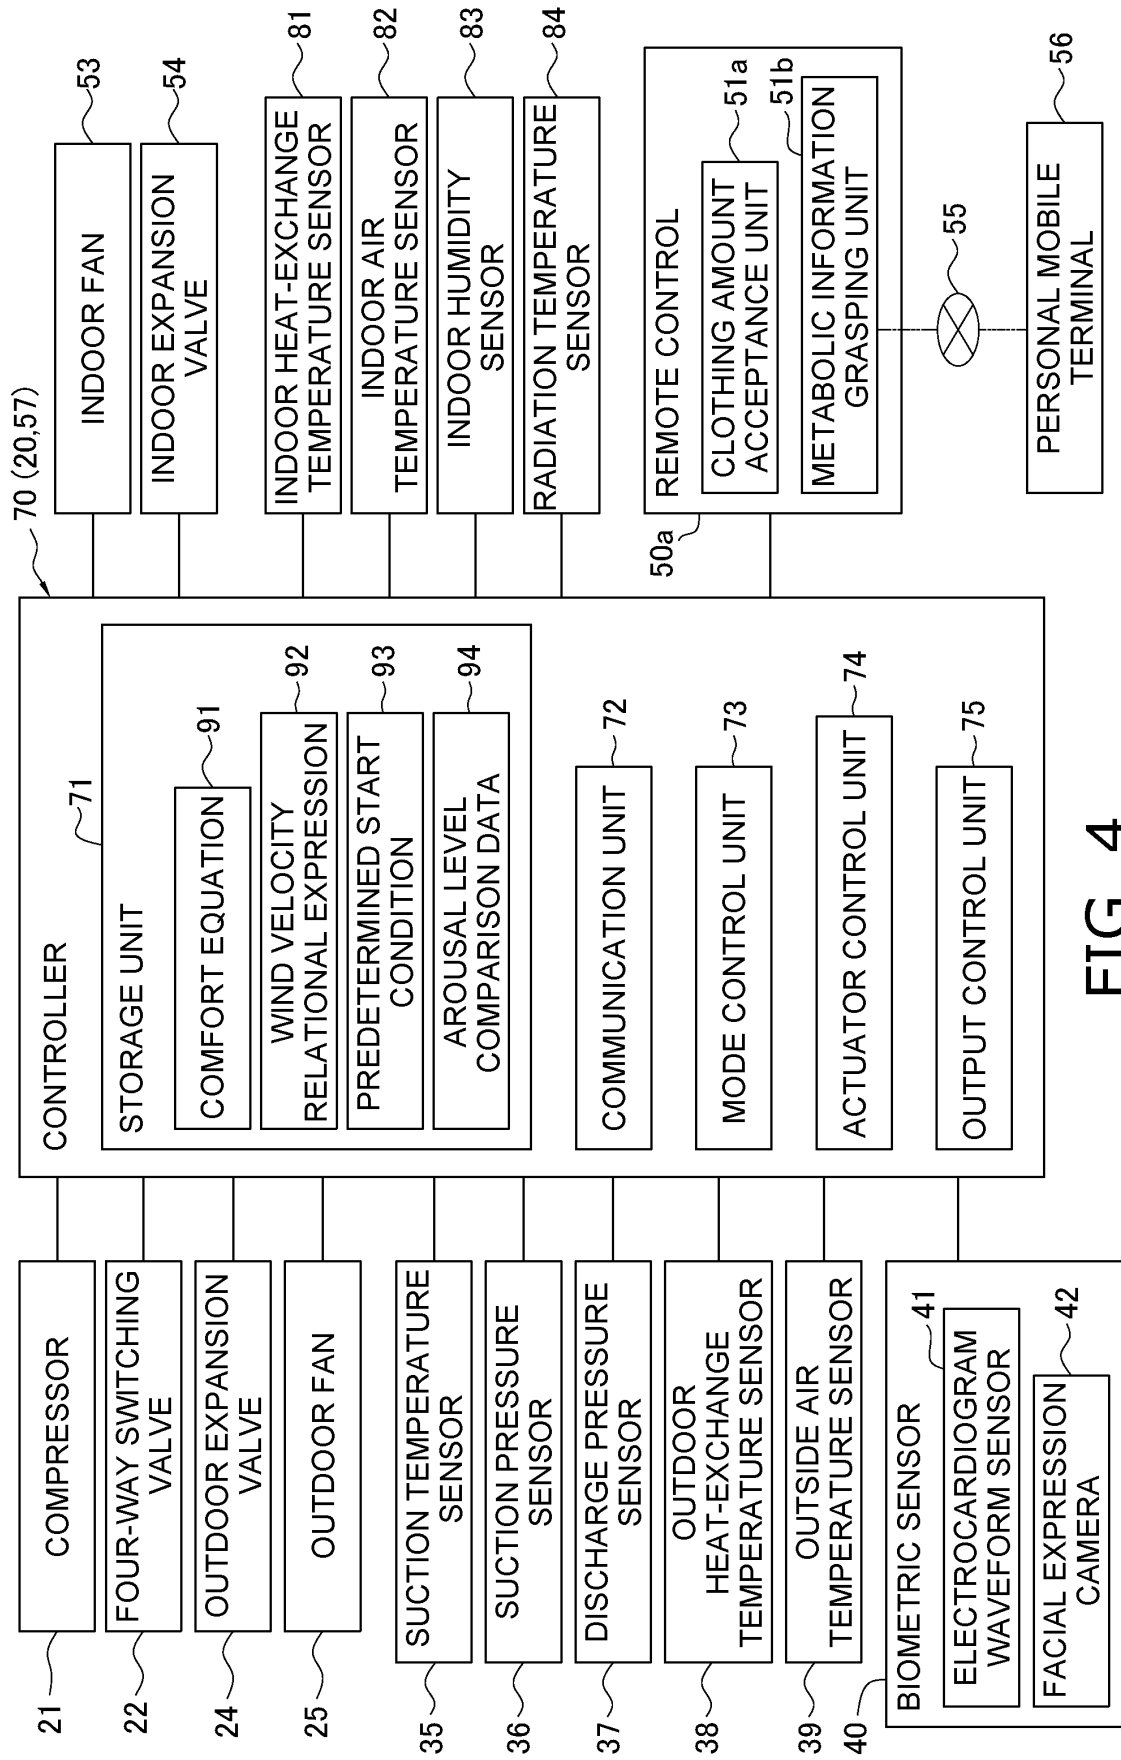 70 (20,57)
CONTROLLER
71
STORAGE UNIT
91
COMFORT EQUATION
92
WIND VELOCITY
RELATIONAL EXPRESSION
93
PREDETERMINED START
CONDITION
94
AROUSAL LEVEL
COMPARISON DATA
72
COMMUNICATION UNIT
73
MODE CONTROL UNIT
74
ACTUATOR CONTROL UNIT
75
OUTPUT CONTROL UNIT
21
COMPRESSOR
22
FOUR-WAY SWITCHING
VALVE
24
OUTDOOR EXPANSION
VALVE
25
OUTDOOR FAN
35
SUCTION TEMPERATURE
SENSOR
36
SUCTION PRESSURE
SENSOR
37
DISCHARGE PRESSURE
SENSOR
38
OUTDOOR
HEAT-EXCHANGE
TEMPERATURE SENSOR
39
OUTSIDE AIR
TEMPERATURE SENSOR
40
BIOMETRIC SENSOR
41
ELECTROCARDIOGRAM
WAVEFORM SENSOR
42
FACIAL EXPRESSION
CAMERA
53
INDOOR FAN
54
INDOOR EXPANSION
VALVE
81
INDOOR HEAT-EXCHANGE
TEMPERATURE SENSOR
82
INDOOR AIR
TEMPERATURE SENSOR
83
INDOOR HUMIDITY
SENSOR
84
RADIATION TEMPERATURE
SENSOR
50a
REMOTE CONTROL
51a
CLOTHING AMOUNT
ACCEPTANCE UNIT
51b
METABOLIC INFORMATION
GRASPING UNIT
55
56
PERSONAL MOBILE
TERMINAL
FIG. 4